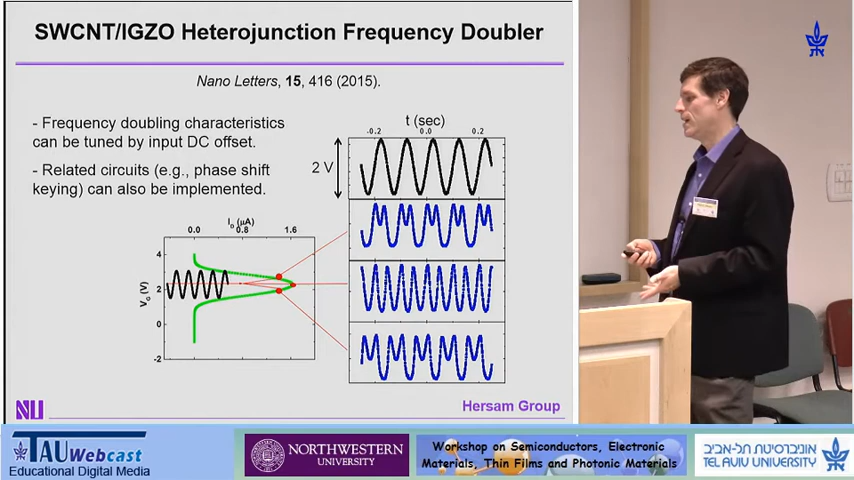 SWCNT/IGZO Heterojunction Frequency Doubler
Nano Letters, 15, 416 (2015).
- Frequency doubling characteristics
can be tuned by input DC offset.
- Related circuits (e.g., phase shift
keying) can also be implemented.
t (sec)
-0.2 0.0 0.2
2 V
I_D (μA)
0.0 0.8 1.6
V_G (V)
4
2
0
-2
NU
Hersam Group
TAU Webcast
Educational Digital Media
NORTHWESTERN
UNIVERSITY
Workshop on Semiconductors, Electronic
Materials, Thin Films and Photonic Materials
אוניברסיטת תל-אביב
TEL AVIV UNIVERSITY